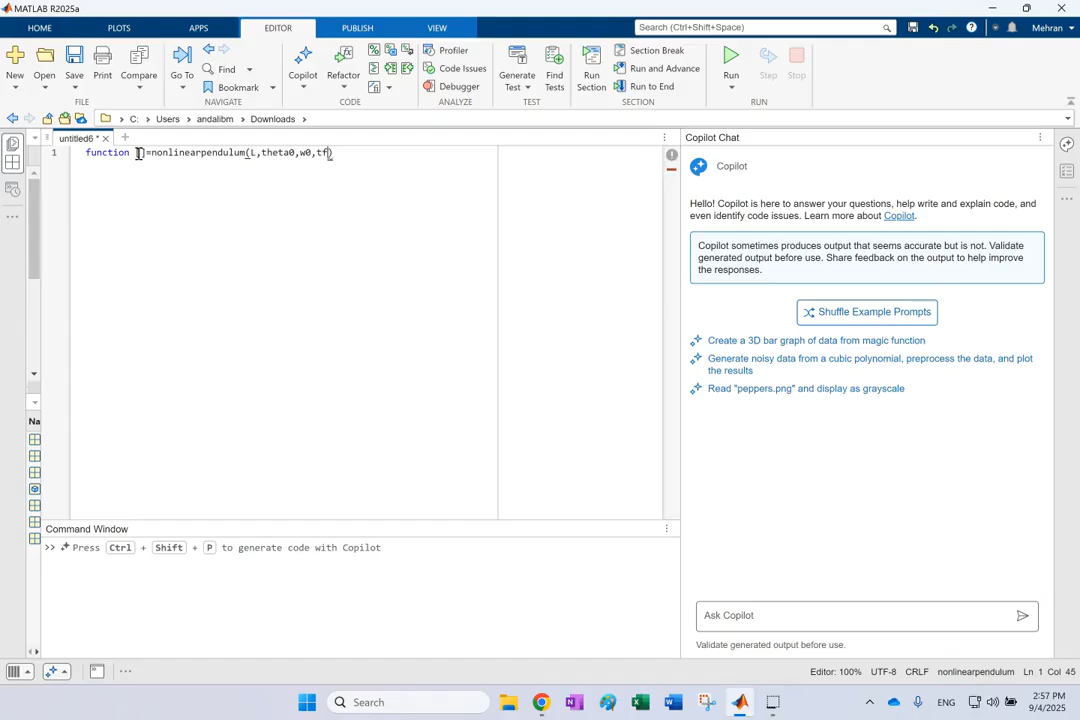 MATLAB R2025a
HOME PLOTS APPS EDITOR PUBLISH VIEW Search (Ctrl+Shift+Space) Mehran
New Open Save Print Compare Go To Find Bookmark Copilot Refactor Profiler Code Issues Debugger Generate Test Find Tests Run Section Section Break Run and Advance Run to End Run Step Stop
FILE NAVIGATE CODE ANALYZE TEST SECTION RUN
C: Users andalibm Downloads
untitled6 *
1 function []=nonlinearpendulum(L,theta0,w0,tf)
Na
Command Window
>> Press Ctrl + Shift + P to generate code with Copilot
Copilot Chat
Copilot
Hello! Copilot is here to answer your questions, help write and explain code, and
even identify code issues. Learn more about Copilot.
Copilot sometimes produces output that seems accurate but is not. Validate
generated output before use. Share feedback on the output to help improve
the responses.
Shuffle Example Prompts
Create a 3D bar graph of data from magic function
Generate noisy data from a cubic polynomial, preprocess the data, and plot
the results
Read "peppers.png" and display as grayscale
Ask Copilot
Validate generated output before use.
Editor: 100% UTF-8 CRLF nonlinearpendulum Ln 1 Col 45
Search
ENG
2:57 PM
9/4/2025